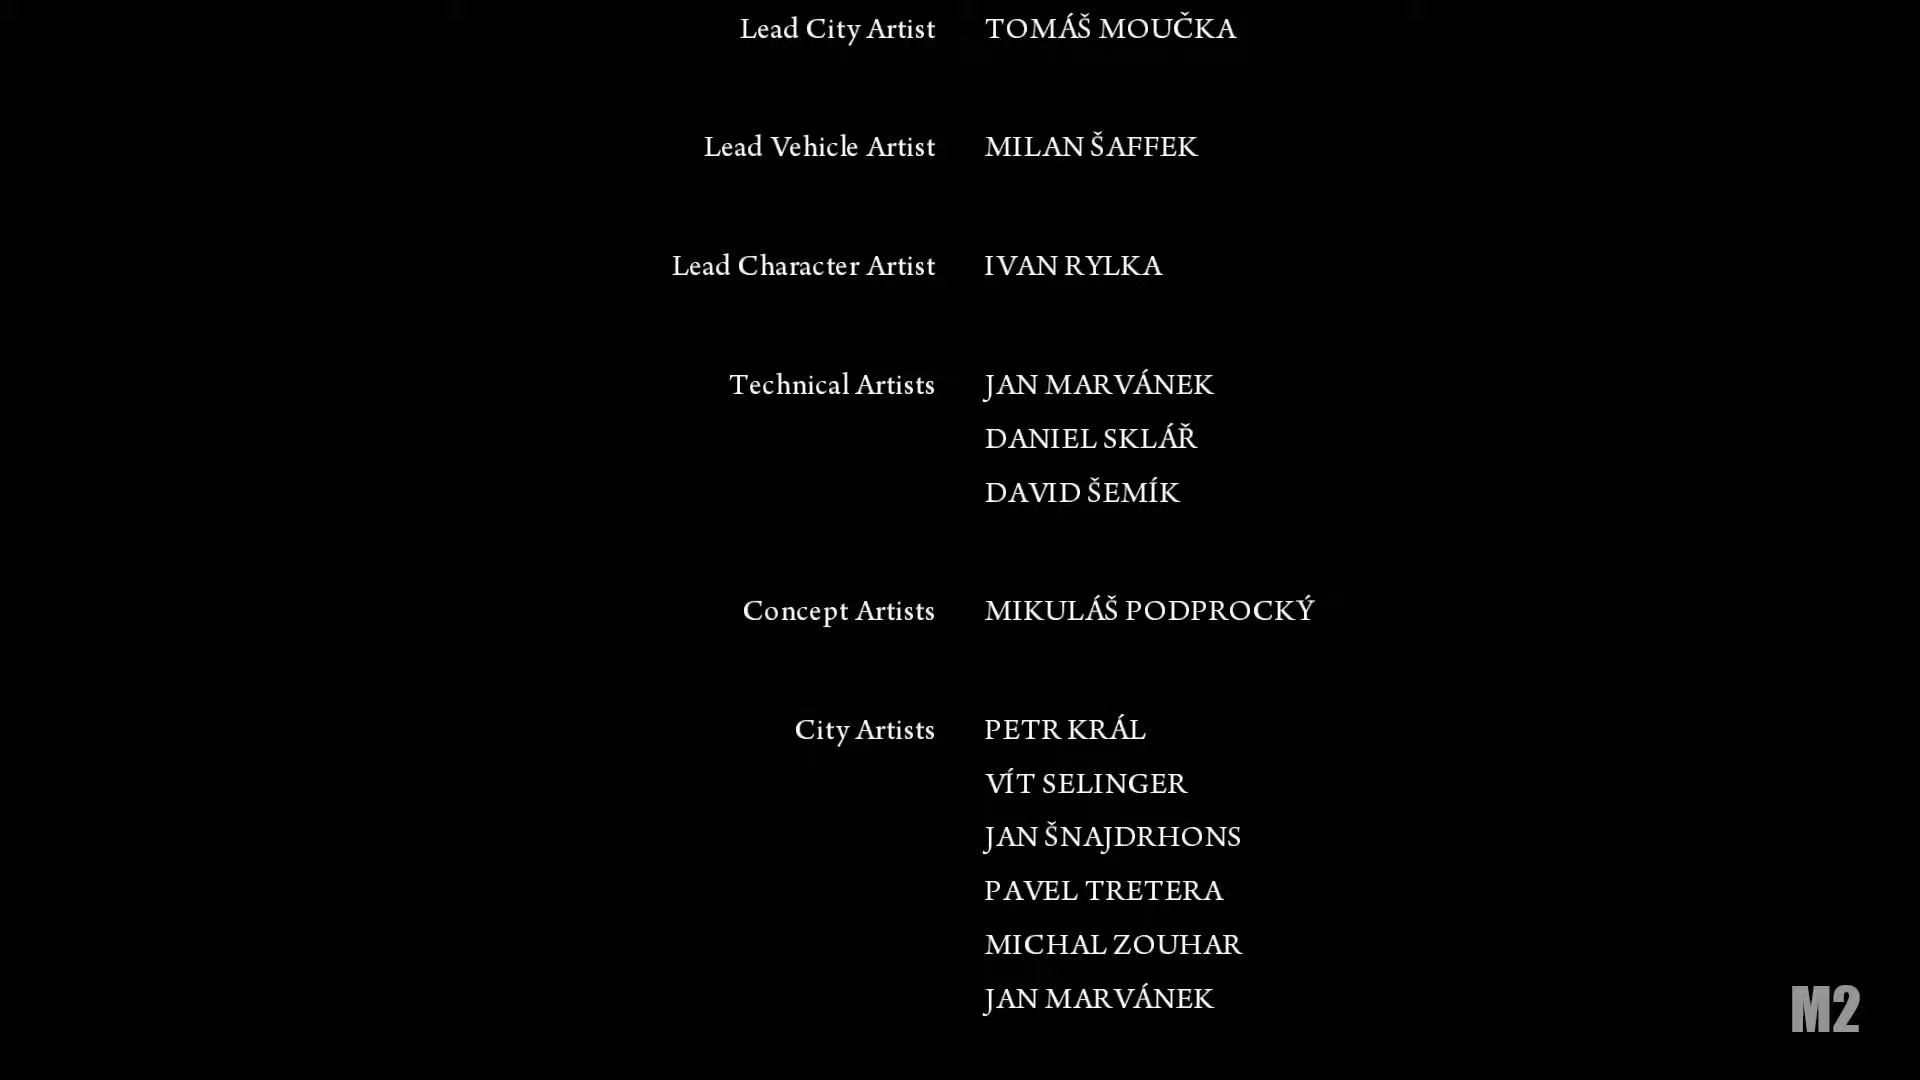 Lead City Artist TOMÁŠ MOUČKA
Lead Vehicle Artist MILAN ŠAFFEK
Lead Character Artist IVAN RYLKA
Technical Artists JAN MARVÁNEK
DANIEL SKLÁŘ
DAVID ŠEMÍK
Concept Artists MIKULÁŠ PODPROCKÝ
City Artists PETR KRÁL
VÍT SELINGER
JAN ŠNAJDRHONS
PAVEL TRETERA
MICHAL ZOUHAR
JAN MARVÁNEK
M2